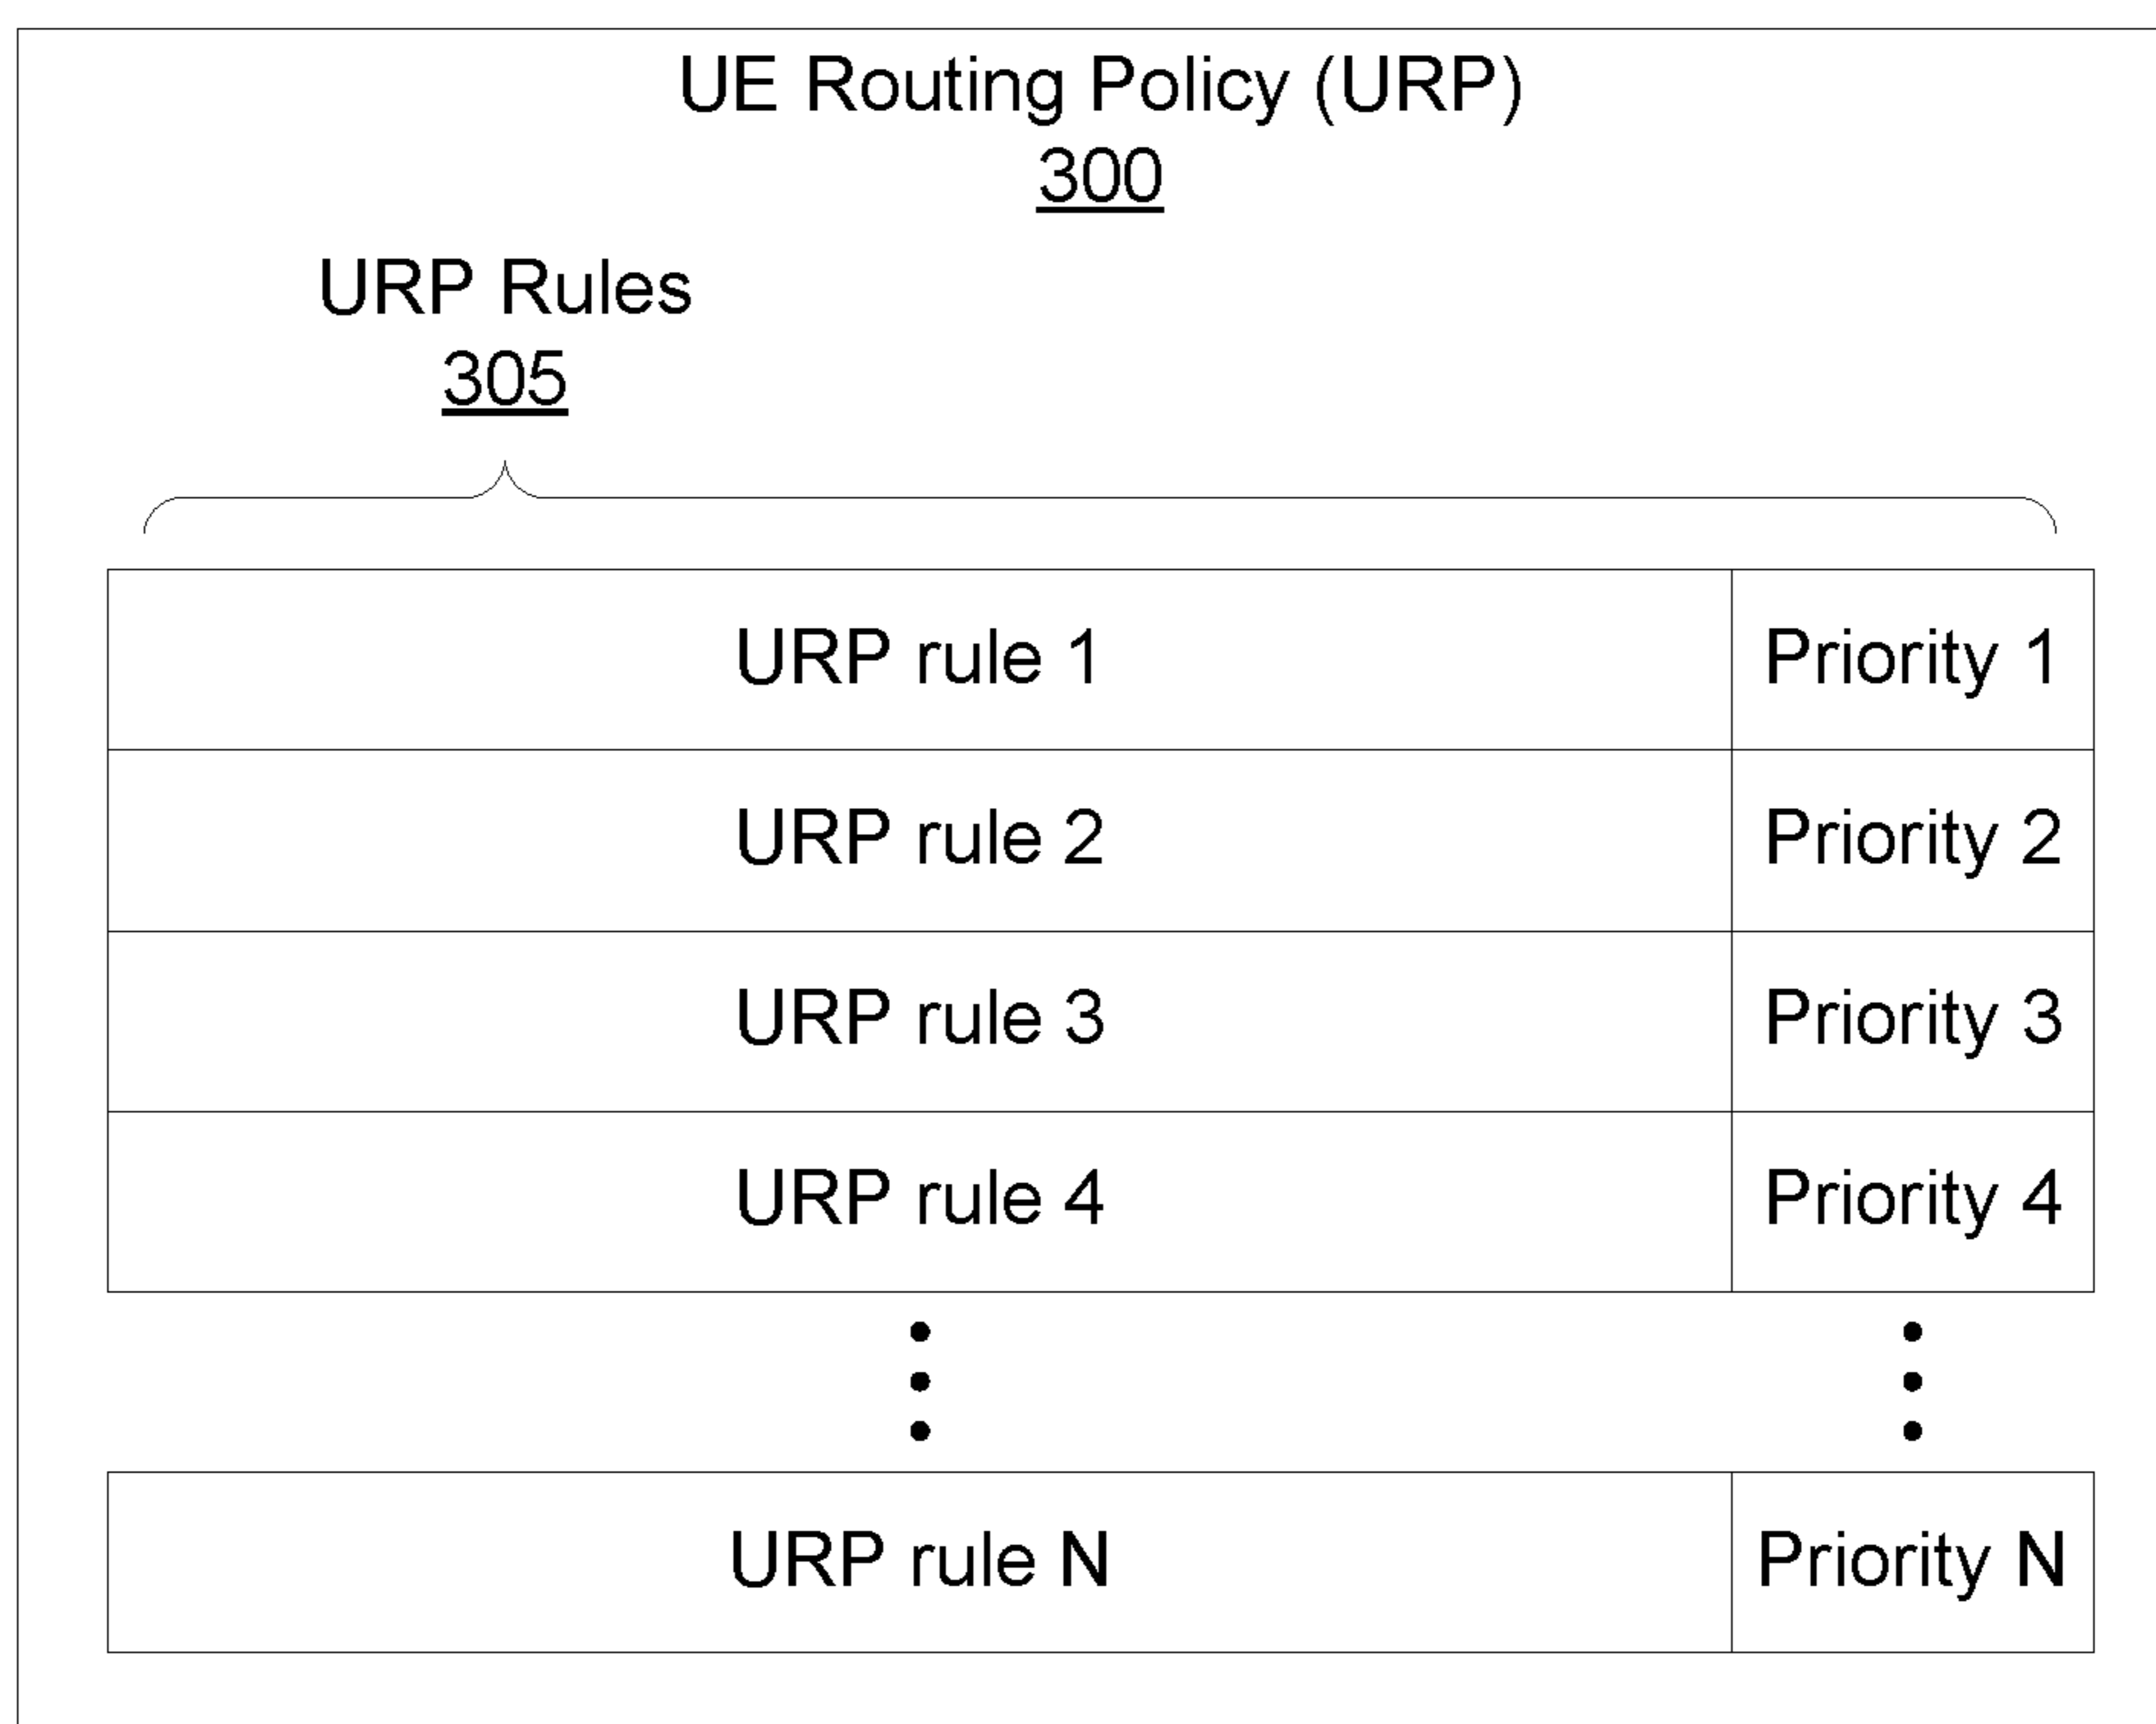 UE Routing Policy (URP)
300
URP Rules
305
URP rule 1 Priority 1
URP rule 2 Priority 2
URP rule 3 Priority 3
URP rule 4 Priority 4
URP rule N Priority N